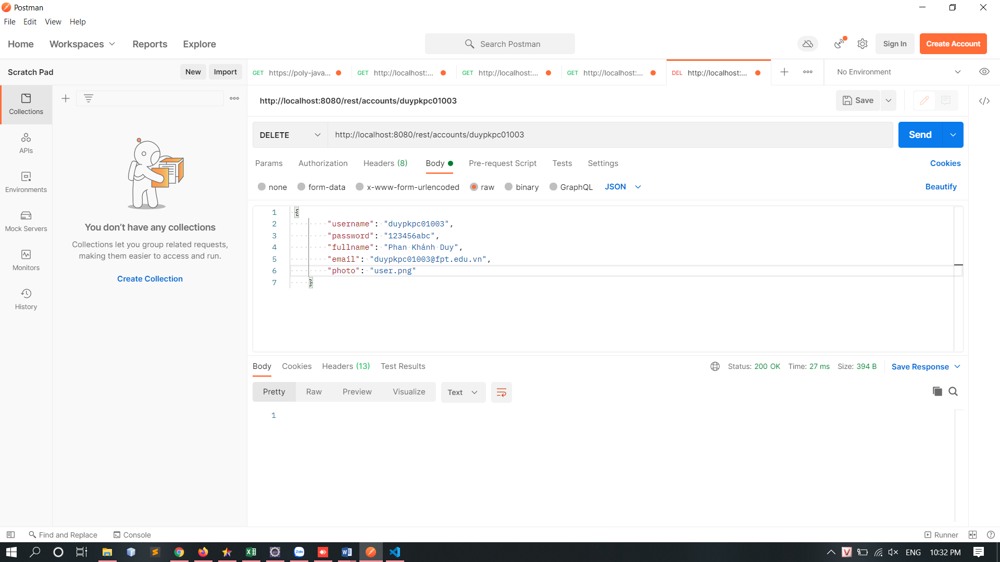 Postman
File Edit View Help
Home Workspaces Reports Explore
Search Postman
Sign In
Create Account
Scratch Pad
New
Import
GET https://poly-java...
GET http://localhost:...
GET http://localhost:...
GET http://localhost:...
DEL http://localhost:...
No Environment
Collections
APIs
Environments
Mock Servers
Monitors
History
You don't have any collections
Collections let you group related requests,
making them easier to access and run.
Create Collection
http://localhost:8080/rest/accounts/duypkpc01003
Save
DELETE http://localhost:8080/rest/accounts/duypkpc01003
Send
Params Authorization Headers (8) Body Pre-request Script Tests Settings
Cookies
none form-data x-www-form-urlencoded raw binary GraphQL JSON
Beautify
1 {
2 "username": "duypkpc01003",
3 "password": "123456abc",
4 "fullname": "Phan Khánh Duy",
5 "email": "duypkpc01003@fpt.edu.vn",
6 "photo": "user.png"
7 }
Body Cookies Headers (13) Test Results
Status: 200 OK Time: 27 ms Size: 394 B
Save Response
Pretty Raw Preview Visualize
Text
1
Find and Replace
Console
Runner
Zalo
ENG
10:32 PM